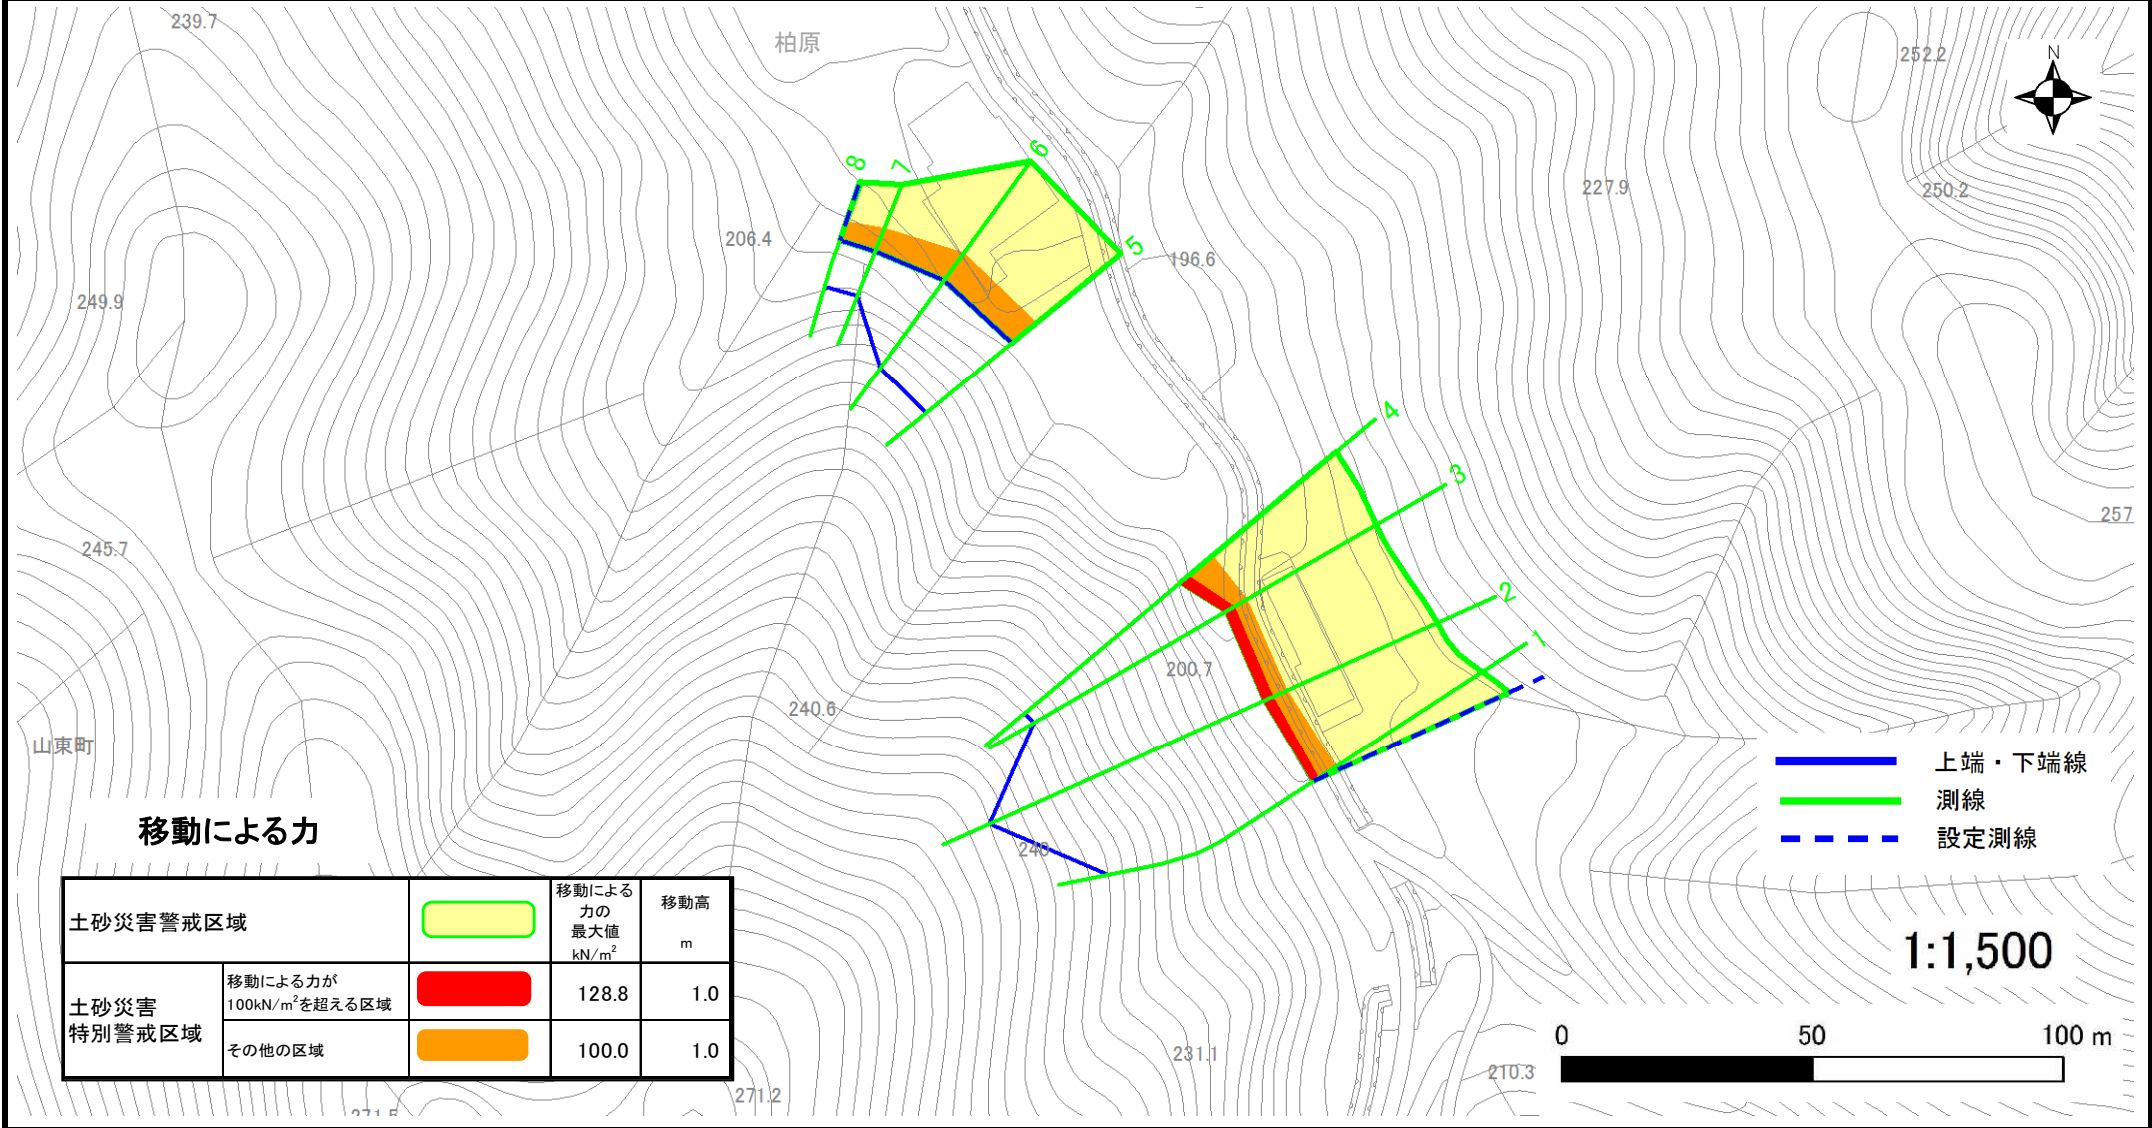 239.7
柏原
252.2
N
8
7
6
5
227.9
250.2
206.4
196.6
249.9
4
3
257
245.7
2
1
200.7
240.6
山東町
上端・下端線
測線
設定測線
移動による力
240
土砂災害警戒区域
移動による
力の
最大値
kN/m²
移動高
m
土砂災害
特別警戒区域
移動による力が
100kN/m²を超える区域
128.8
1.0
その他の区域
100.0
1.0
1:1,500
0
50
100 m
231.1
210.3
271.2
271.5